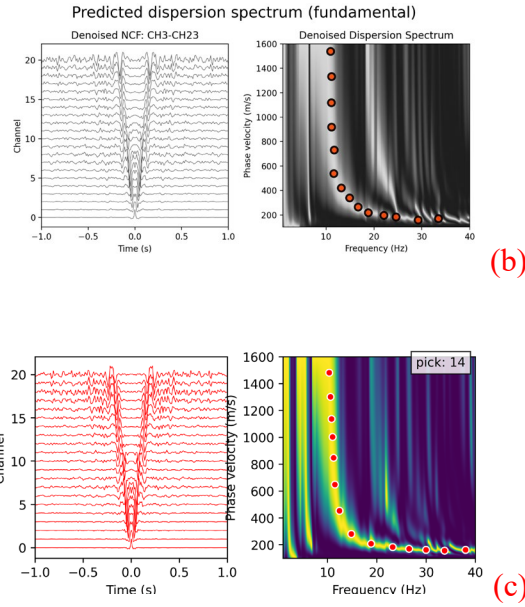 Predicted dispersion spectrum (fundamental)
Denoised NCF: CH3-CH23
Denoised Dispersion Spectrum
20
15
10
5
0
Channel
−1.0 −0.5 0.0 0.5 1.0
Time (s)
1600
1400
1200
1000
800
600
400
200
Phase velocity (m/s)
10 20 30 40
Frequency (Hz)
(b)
20
15
10
5
0
Channel
−1.0 −0.5 0.0 0.5 1.0
Time (s)
pick: 14
1600
1400
1200
1000
800
600
400
200
Phase velocity (m/s)
10 20 30 40
Frequency (Hz)
(c)